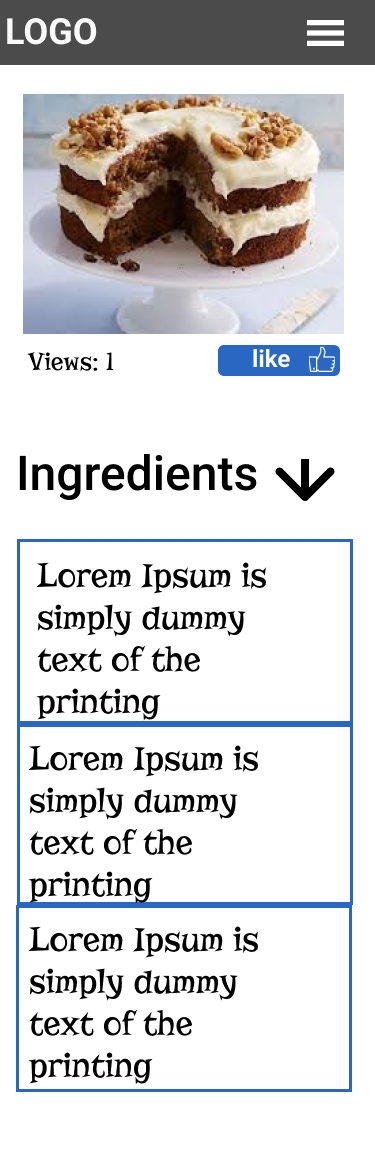 LOGO
Views: 1
like
Ingredients
Lorem Ipsum is
simply dummy
text of the
printing
Lorem Ipsum is
simply dummy
text of the
printing
Lorem Ipsum is
simply dummy
text of the
printing